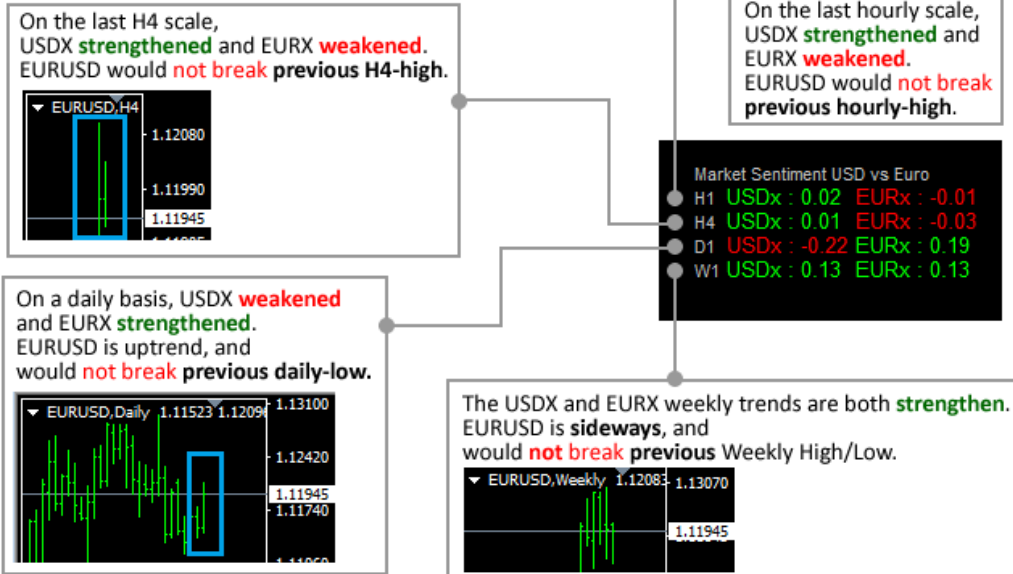 On the last H4 scale,
USDX strengthened and EURX weakened.
EURUSD would not break previous H4-high.
EURUSD,H4
1.12080
1.11990
1.11945
On the last hourly scale,
USDX strengthened and
EURX weakened.
EURUSD would not break
previous hourly-high.
Market Sentiment USD vs Euro
H1 USDx : 0.02 EURx : -0.01
H4 USDx : 0.01 EURx : -0.03
D1 USDx : -0.22 EURx : 0.19
W1 USDx : 0.13 EURx : 0.13
On a daily basis, USDX weakened
and EURX strengthened.
EURUSD is uptrend, and
would not break previous daily-low.
EURUSD,Daily 1.11523 1.1209
1.13100
1.12420
1.11945
1.11740
The USDX and EURX weekly trends are both strengthen.
EURUSD is sideways, and
would not break previous Weekly High/Low.
EURUSD,Weekly 1.12083
1.13070
1.11945